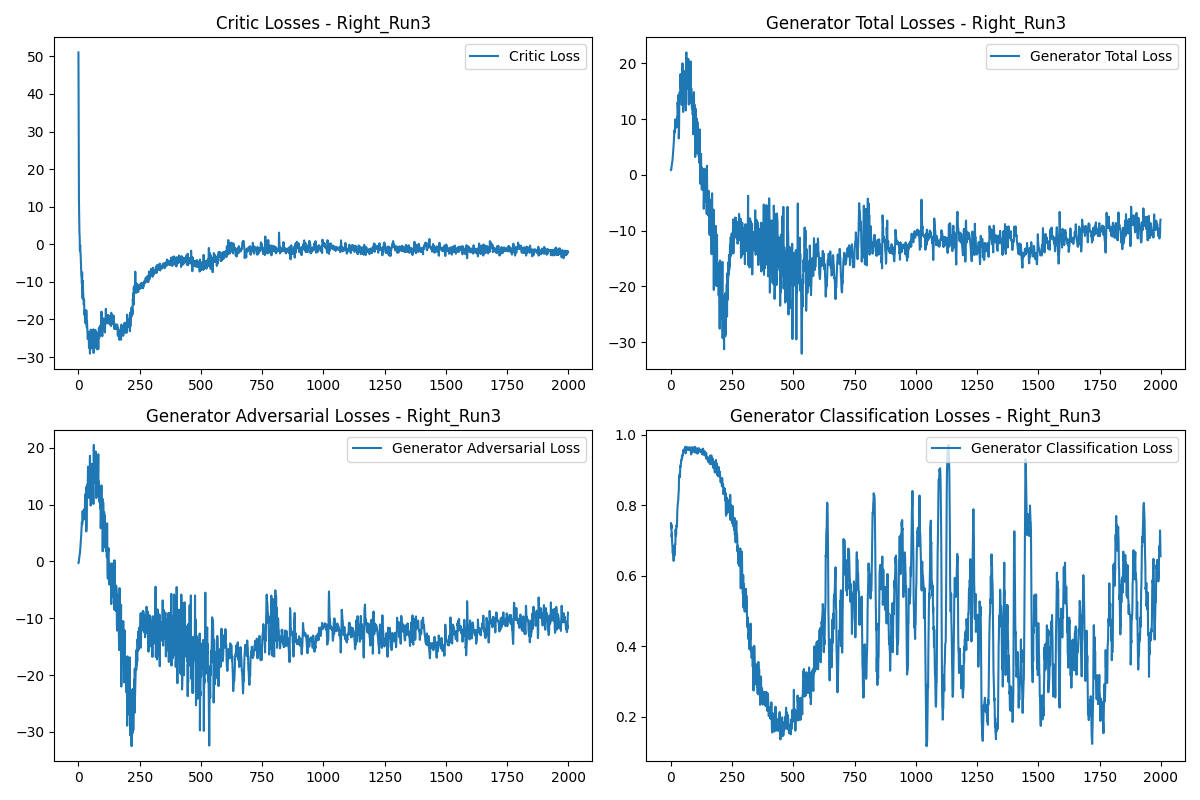 Critic Losses - Right_Run3
Critic Loss
50
40
30
20
10
0
−10
−20
−30
0 250 500 750 1000 1250 1500 1750 2000
Generator Total Losses - Right_Run3
Generator Total Loss
20
10
0
−10
−20
−30
0 250 500 750 1000 1250 1500 1750 2000
Generator Adversarial Losses - Right_Run3
Generator Adversarial Loss
20
10
0
−10
−20
−30
0 250 500 750 1000 1250 1500 1750 2000
Generator Classification Losses - Right_Run3
Generator Classification Loss
1.0
0.8
0.6
0.4
0.2
0 250 500 750 1000 1250 1500 1750 2000